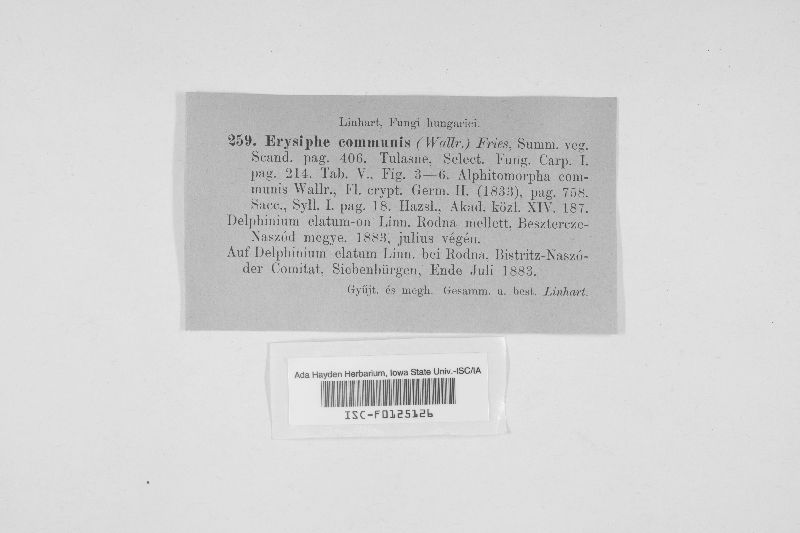 Linhart, Fungi hungarici.
259. Erysiphe communis (Wallr.) Fries, Summ. veg.
Scand. pag. 406. Tulasne, Select. Fung. Carp. I.
pag. 214. Tab. V., Fig. 3—6. Alphitomorpha com-
munis Wallr., Fl. crypt. Germ. II. (1833), pag. 758.
Sacc., Syll. I. pag. 18. Hazsl., Akad. közl. XIV. 187.
Delphinium elatum-on Linn. Rodna mellett. Besztercze-
Naszód megye. 1883, julius végén.
Auf Delphinium elatum Linn. bei Rodna. Bistritz-Naszó-
der Comitat, Siebenbürgen, Ende Juli 1883.
Gyűjt. és megh. Gesamm. u. best. Linhart.
Ada Hayden Herbarium, Iowa State Univ.-ISC/IA
ISC-F0125126